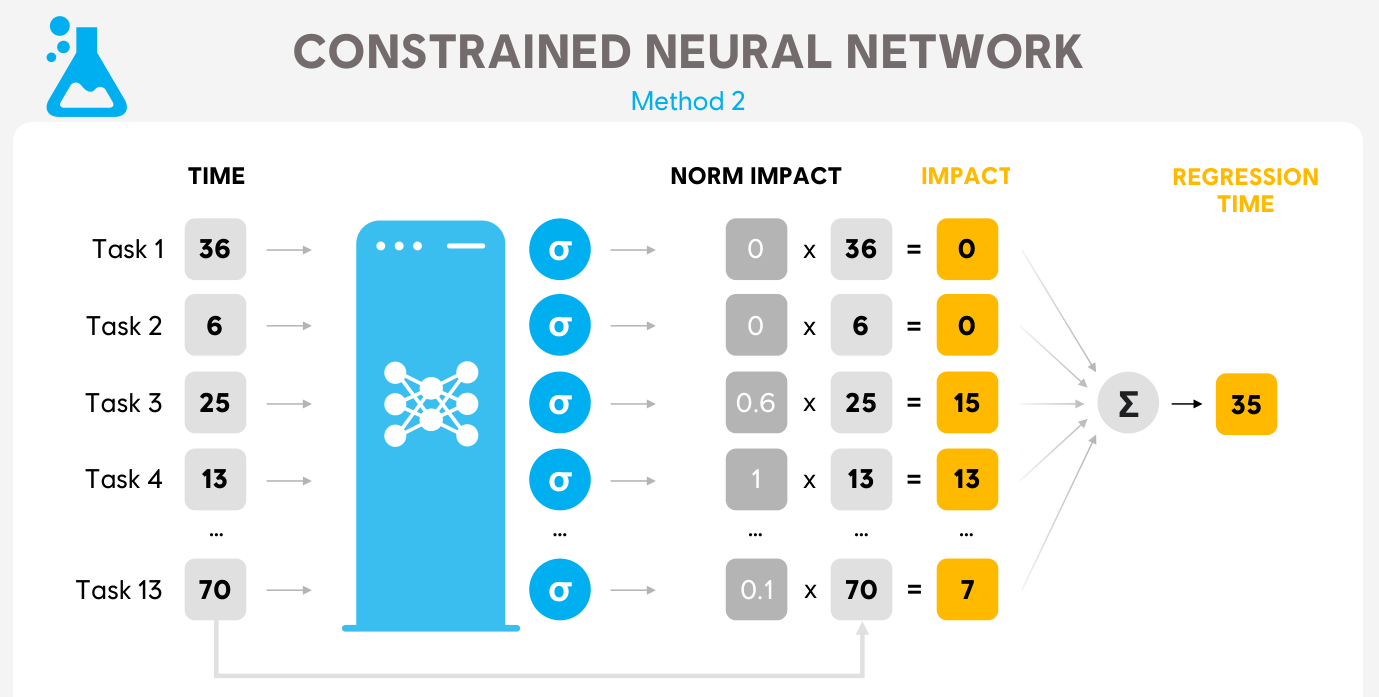 CONSTRAINED NEURAL NETWORK
Method 2
TIME NORM IMPACT IMPACT REGRESSION
TIME
Task 1 36 σ 0 x 36 = 0
Task 2 6 σ 0 x 6 = 0
Task 3 25 σ 0.6 x 25 = 15 Σ 35
Task 4 13 σ 1 x 13 = 13
... ... ... ... ...
Task 13 70 σ 0.1 x 70 = 7